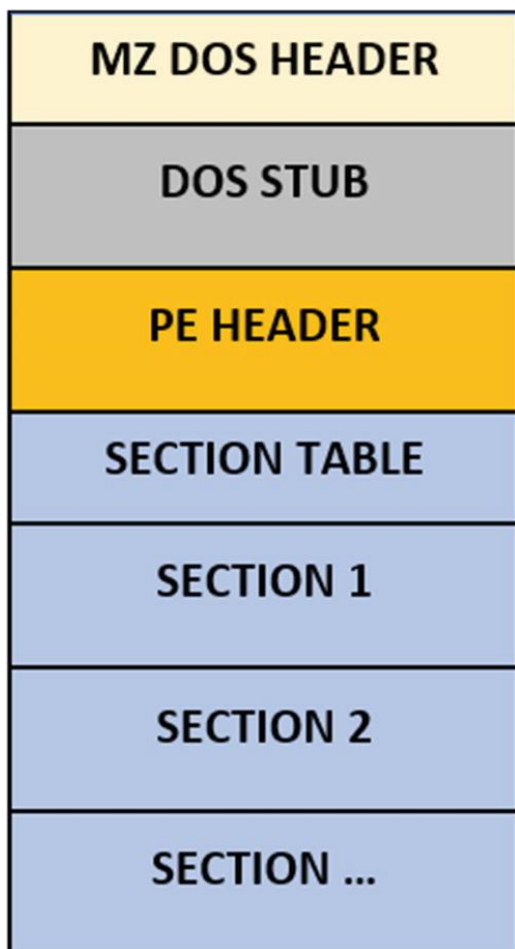 MZ DOS HEADER
DOS STUB
PE HEADER
SECTION TABLE
SECTION 1
SECTION 2
SECTION ...